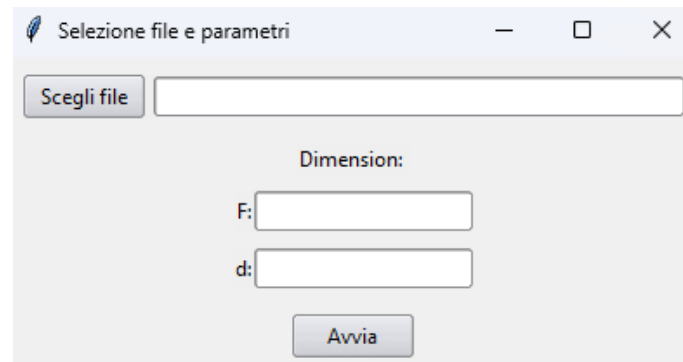 Selezione file e parametri
Scegli file
Dimension:
F:
d:
Avvia